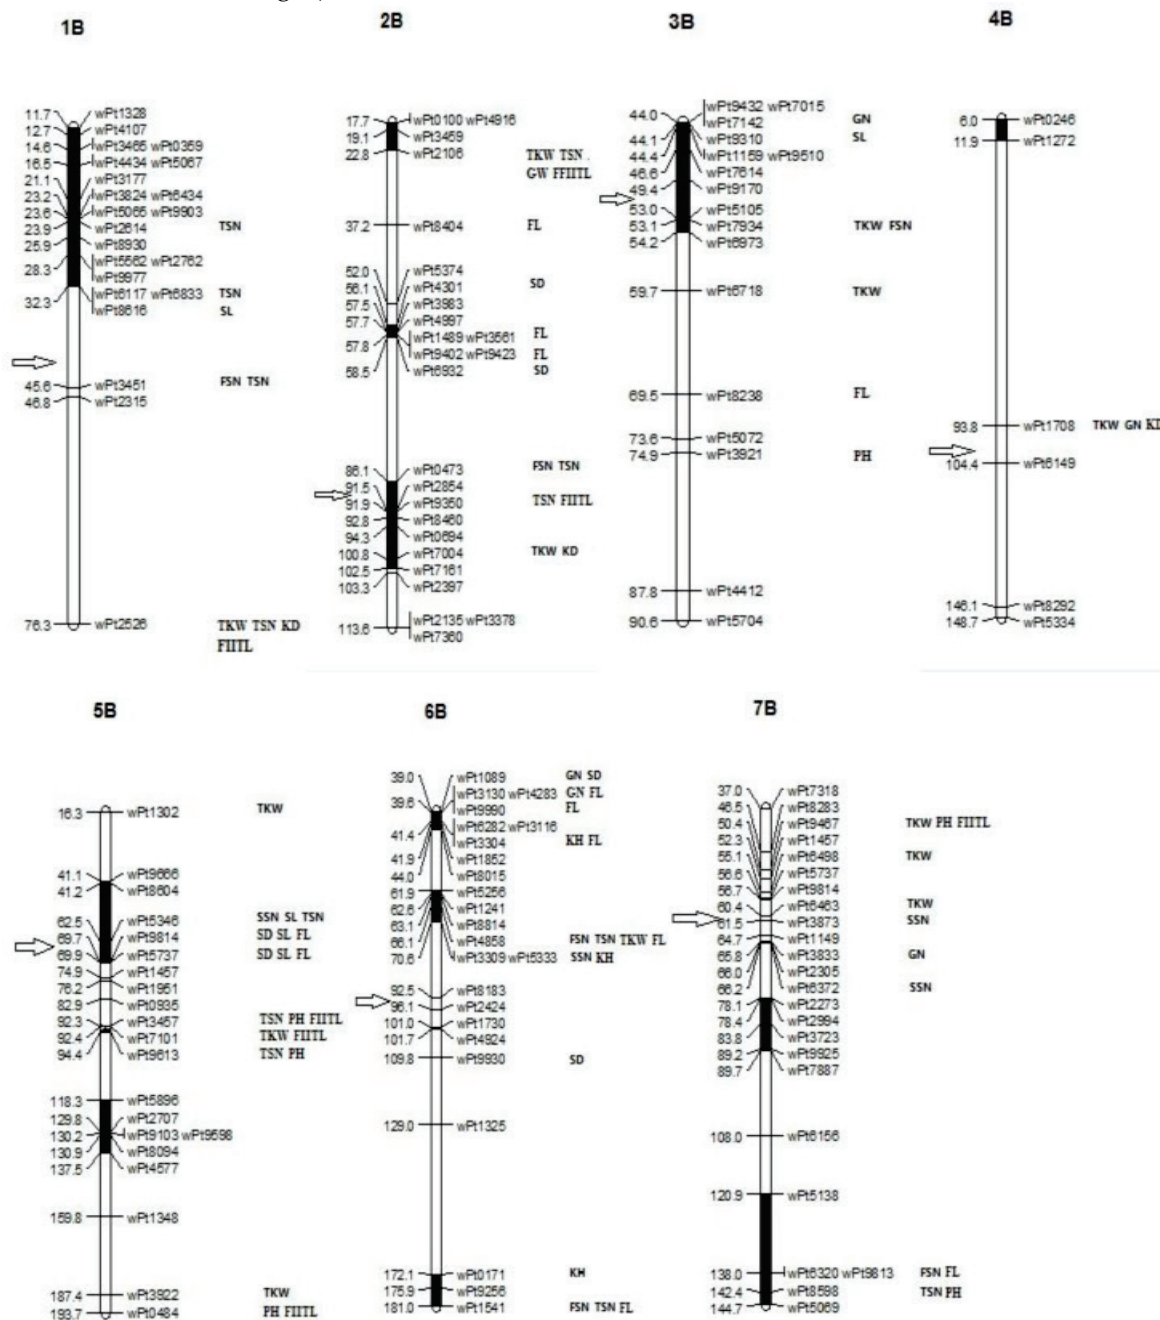 1B
11.7 wPt1328
12.7 wPt4107
14.6 wPt3465 wPt0369
16.5 wPt4434 wPt5067
21.1 wPt3177
23.2 wPt3824 wPt6434
23.6 wPt5065 wPt9903
23.9 wPt2614 TSN
25.9 wPt8930
28.3 wPt5562 wPt2762
wPt9977
32.3 wPt6117 wPt6833 TSN
wPt8616 SL
45.6 wPt3451 FSN TSN
46.8 wPt2315
76.3 wPt2526 TKW TSN KD
FIITL
2B
17.7 wPt0100 wPt4916
19.1 wPt3459
22.8 wPt2106 TKW TSN .
GW FFIITL
37.2 wPt8404 FL
52.0 wPt5374
56.1 wPt4301 SD
57.5 wPt3983
57.7 wPt4997
57.8 wPt1489 wPt3561 FL
wPt9402 wPt9423 FL
58.5 wPt6932 SD
86.1 wPt0473 FSN TSN
91.5 wPt2854
91.9 wPt9350 TSN FIITL
92.8 wPt8460
94.3 wPt0694
100.8 wPt7004 TKW KD
102.5 wPt7161
103.3 wPt2397
113.6 wPt2135 wPt3378
wPt7360
3B
44.0 wPt9432 wPt7015
wPt7142 GN
44.1 wPt9310 SL
44.4 wPt1159 wPt9510
46.6 wPt7614
49.4 wPt9170
53.0 wPt5105
53.1 wPt7934 TKW FSN
54.2 wPt6973
59.7 wPt6718 TKW
69.5 wPt8238 FL
73.6 wPt5072
74.9 wPt3921 PH
87.8 wPt4412
90.6 wPt5704
4B
6.0 wPt0246
11.9 wPt1272
93.8 wPt1708 TKW GN KD
104.4 wPt6149
146.1 wPt8292
148.7 wPt5334
5B
16.3 wPt1302 TKW
41.1 wPt9666
41.2 wPt8604
62.5 wPt5346 SSN SL TSN
69.7 wPt9814 SD SL FL
69.9 wPt5737 SD SL FL
74.9 wPt1457
76.2 wPt1951
82.9 wPt0935
92.3 wPt3457 TSN PH FIITL
92.4 wPt7101 TKW FIITL
94.4 wPt9613 TSN PH
118.3 wPt5896
129.8 wPt2707
130.2 wPt9103 wPt9598
130.9 wPt8094
137.5 wPt4577
159.8 wPt1348
187.4 wPt3922 TKW
193.7 wPt0484 PH FIITL
6B
39.0 wPt1089 GN SD
39.6 wPt3130 wPt4283 GN FL
wPt9990 FL
41.4 wPt6282 wPt3116
wPt3304 KH FL
41.9 wPt1852
44.0 wPt8015
61.9 wPt5256
62.6 wPt1241
63.1 wPt8814
66.1 wPt4858 FSN TSN TKW FL
70.6 wPt3309 wPt5333 SSN KH
92.5 wPt8183
96.1 wPt2424
101.0 wPt1730
101.7 wPt4924
109.8 wPt9930 SD
129.0 wPt1325
172.1 wPt0171 KH
175.9 wPt9256
181.0 wPt1541 FSN TSN FL
7B
37.0 wPt7318
46.5 wPt8283
50.4 wPt9467 TKW PH FIITL
52.3 wPt1457
55.1 wPt6498 TKW
56.6 wPt5737
56.7 wPt9814
60.4 wPt6463 TKW
61.5 wPt3873 SSN
64.7 wPt1149
65.8 wPt3833 GN
66.0 wPt2305
66.2 wPt6372 SSN
78.1 wPt2273
78.4 wPt2994
83.8 wPt3723
89.2 wPt9925
89.7 wPt7887
108.0 wPt6156
120.9 wPt5138
138.0 wPt6320 wPt9813 FSN FL
142.4 wPt8598 TSN PH
144.7 wPt5069